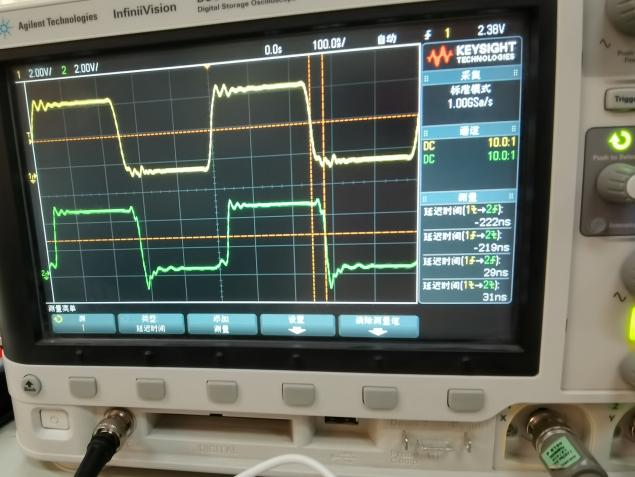 Agilent Technologies
InfiniiVision
Digital Storage Oscilloscope
1 2.00V/ 2 2.00V/
0.0s 100.0%/ 自动 1 2.38V
KEYSIGHT
TECHNOLOGIES
采集
标准模式
1.00GSa/s
通道
DC 10.0:1
DC 10.0:1
测量
延迟时间(1→2):
-222ns
延迟时间(1→2):
-219ns
延迟时间(1→2):
29ns
延迟时间(1→2):
31ns
测量菜单
源
1
类型
延迟时间
添加
测量
设置
清除测量值
Back
DIGITAL
Trigg
Push to Select
X
Y